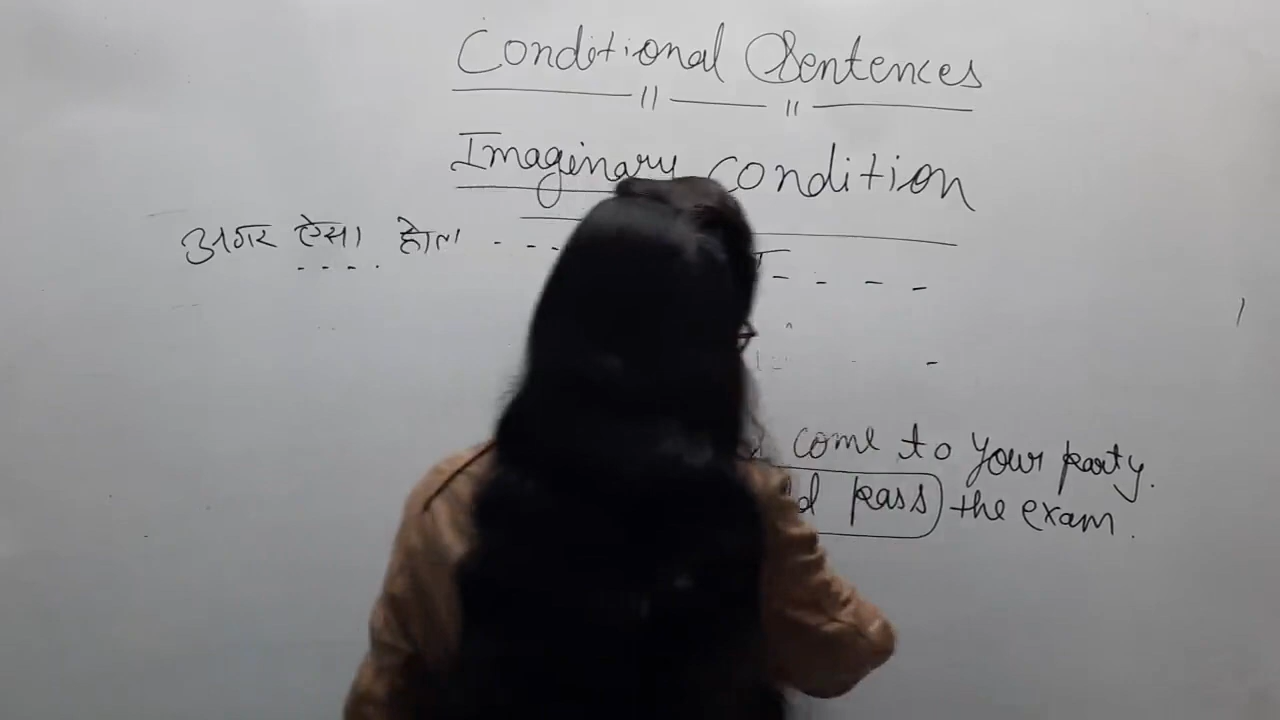 Conditional Sentences
Imaginary Condition
अगर ऐसा होता - - -
come to your party.
pass the exam.